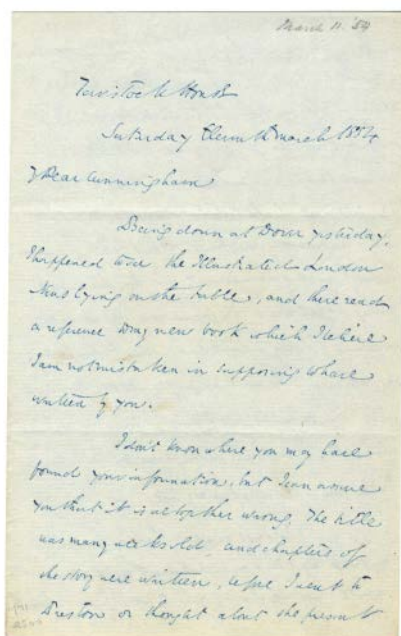 March 11. '54
Tavistock House
Saturday Eleventh March 1854
My Dear Cunningham
Being down at Dover yesterday,
I happened to see the Illustrated London
News lying on the table, and there read
a reference to my new book which I believe
I am not mistaken in supposing to have
written by you.
I don't know where you may have
found your information, but I can assure
you that it is altogether wrong. The title
was many weeks old, and chapters of
the story were written, before I went to
Preston or thought about the present